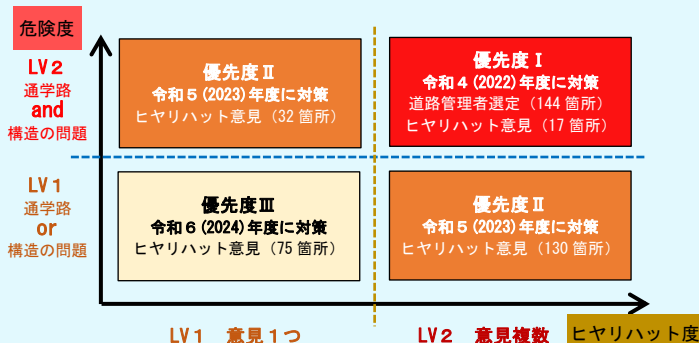 危険度
LV2
通学路
and
構造の問題
優先度Ⅱ
令和5(2023)年度に対策
ヒヤリハット意見（32箇所）
優先度Ⅰ
令和4(2022)年度に対策
道路管理者選定（144箇所）
ヒヤリハット意見（17箇所）
LV1
通学路
or
構造の問題
優先度Ⅲ
令和6(2024)年度に対策
ヒヤリハット意見（75箇所）
優先度Ⅱ
令和5(2023)年度に対策
ヒヤリハット意見（130箇所）
LV1　意見1つ
LV2　意見複数
ヒヤリハット度